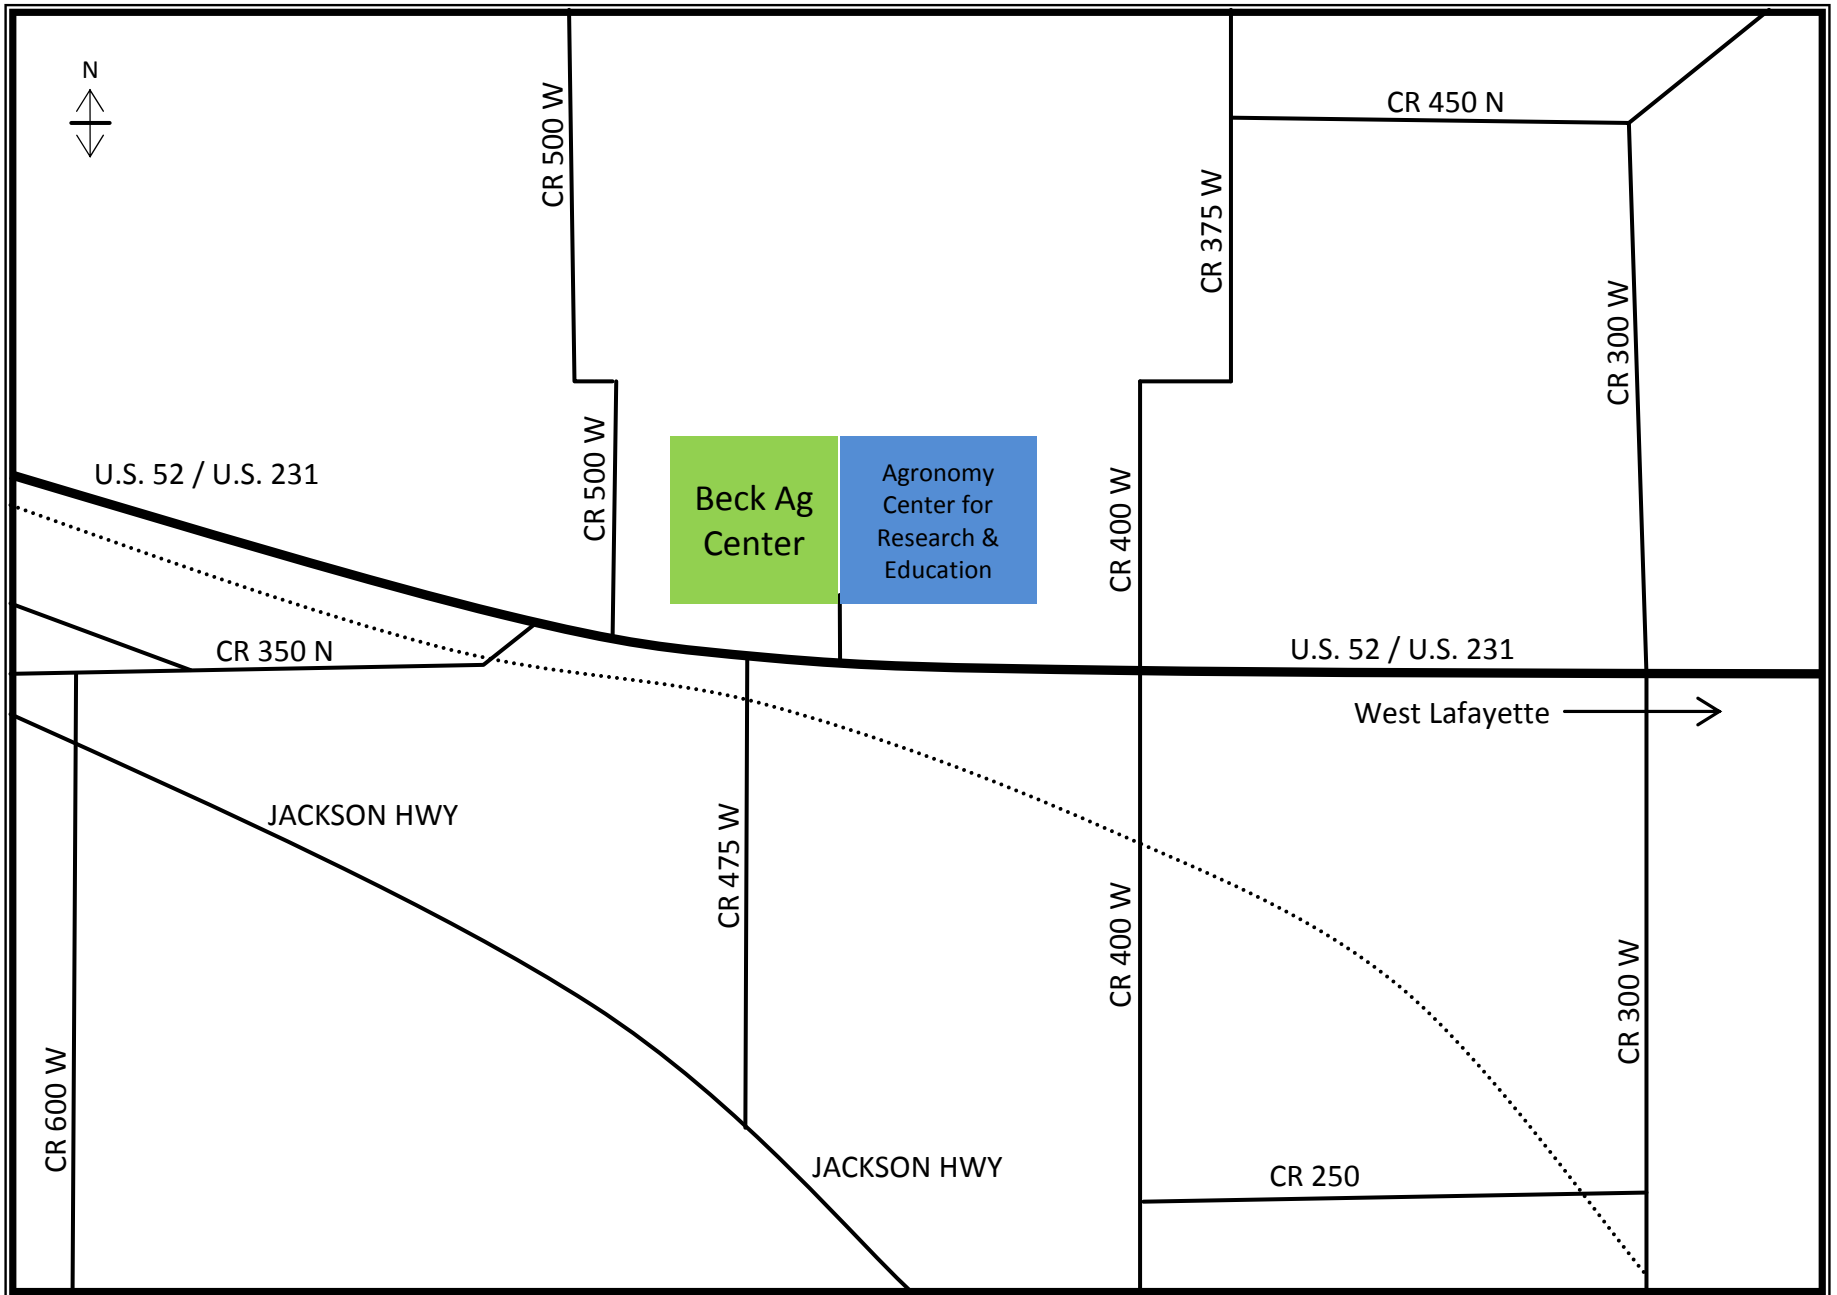 N
CR 500 W
CR 450 N
CR 375 W
CR 300 W
U.S. 52 / U.S. 231
CR 500 W
Beck Ag
Center
Agronomy
Center for
Research &
Education
CR 400 W
CR 350 N
U.S. 52 / U.S. 231
West Lafayette
JACKSON HWY
CR 475 W
CR 400 W
CR 300 W
CR 600 W
JACKSON HWY
CR 250